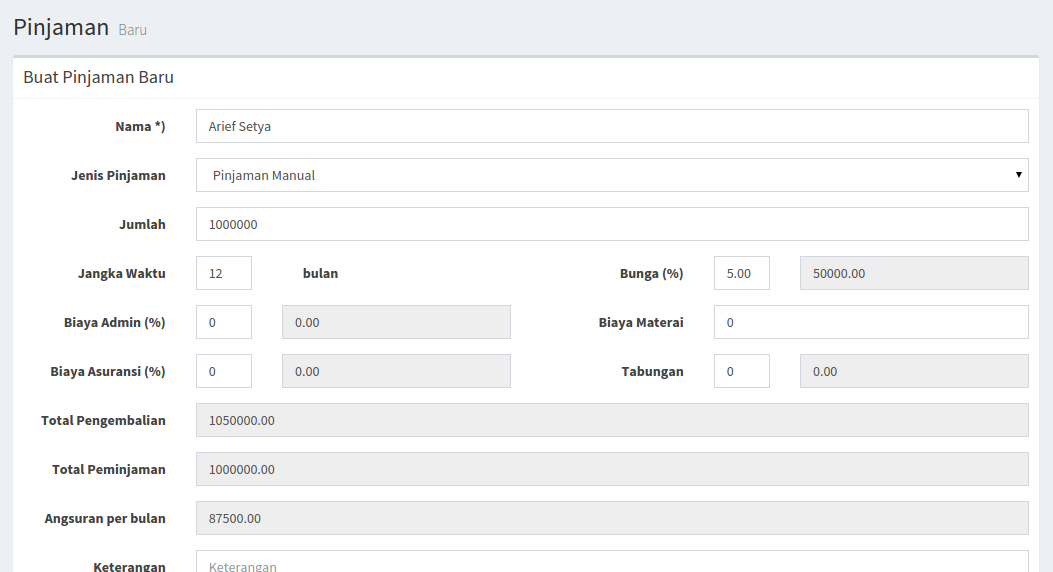 Pinjaman Baru
Buat Pinjaman Baru
Nama *) Arief Setya
Jenis Pinjaman Pinjaman Manual
Jumlah 1000000
Jangka Waktu 12 bulan Bunga (%) 5.00 50000.00
Biaya Admin (%) 0 0.00 Biaya Materai 0
Biaya Asuransi (%) 0 0.00 Tabungan 0 0.00
Total Pengembalian 1050000.00
Total Peminjaman 1000000.00
Angsuran per bulan 87500.00
Keterangan Keterangan